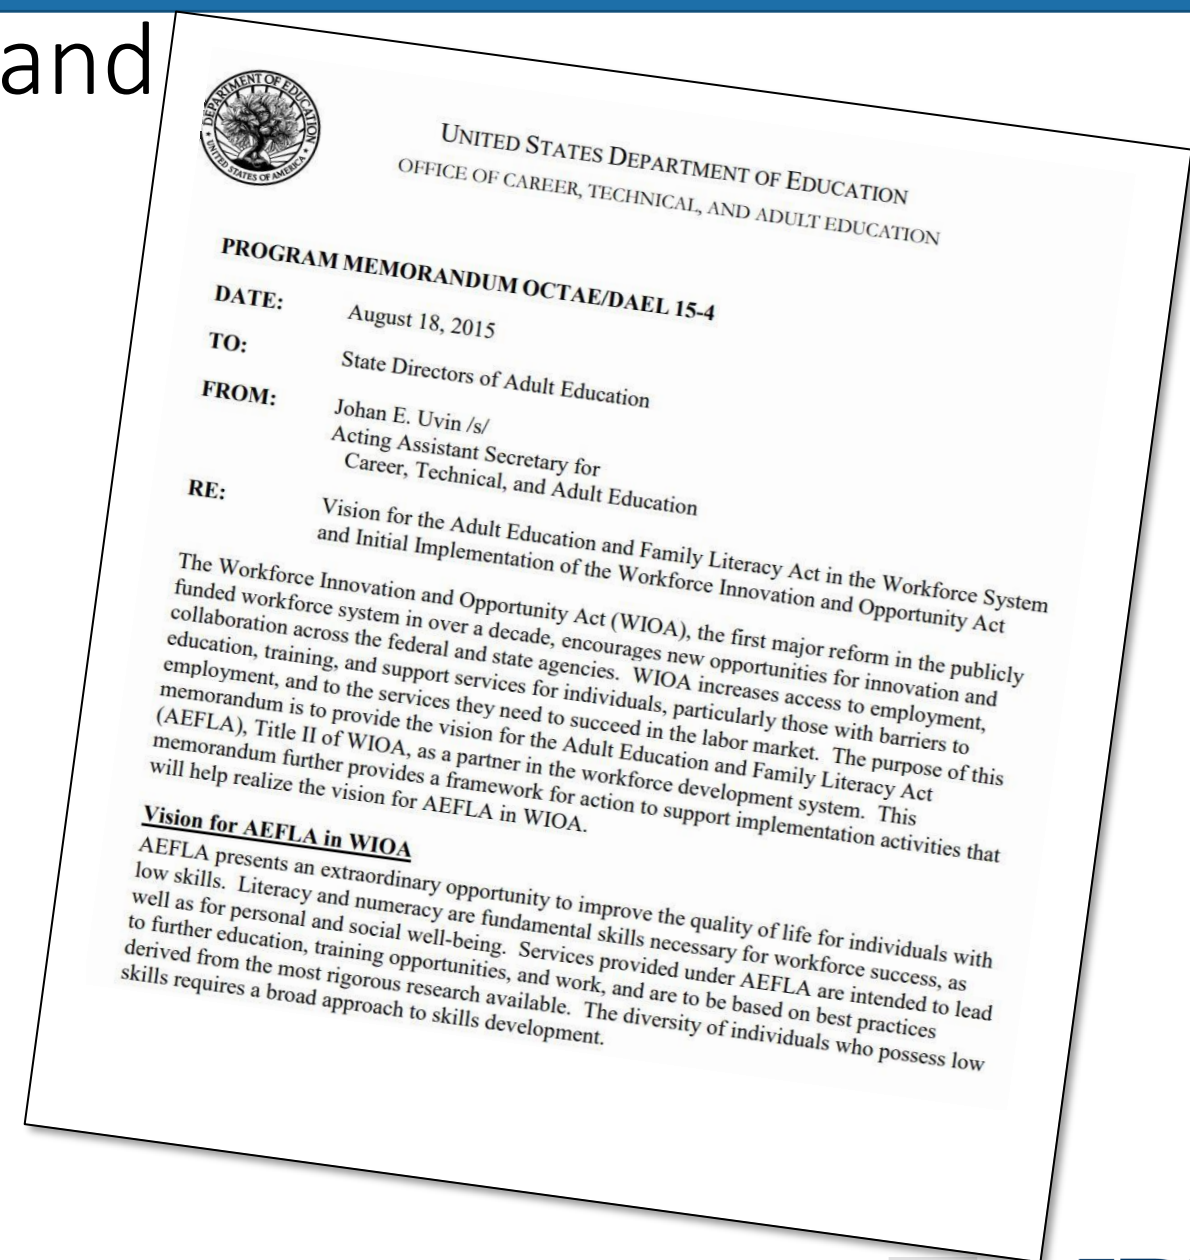 and
DEPARTMENT OF EDUCATION
UNITED STATES OF AMERICA
UNITED STATES DEPARTMENT OF EDUCATION
OFFICE OF CAREER, TECHNICAL, AND ADULT EDUCATION
PROGRAM MEMORANDUM OCTAE/DAEL 15-4
DATE: August 18, 2015
TO: State Directors of Adult Education
FROM: Johan E. Uvin /s/
Acting Assistant Secretary for
Career, Technical, and Adult Education
RE: Vision for the Adult Education and Family Literacy Act in the Workforce System
and Initial Implementation of the Workforce Innovation and Opportunity Act
The Workforce Innovation and Opportunity Act (WIOA), the first major reform in the publicly
funded workforce system in over a decade, encourages new opportunities for innovation and
collaboration across the federal and state agencies. WIOA increases access to employment,
education, training, and support services for individuals, particularly those with barriers to
employment, and to the services they need to succeed in the labor market. The purpose of this
memorandum is to provide the vision for the Adult Education and Family Literacy Act
(AEFLA), Title II of WIOA, as a partner in the workforce development system. This
memorandum further provides a framework for action to support implementation activities that
will help realize the vision for AEFLA in WIOA.
Vision for AEFLA in WIOA
AEFLA presents an extraordinary opportunity to improve the quality of life for individuals with
low skills. Literacy and numeracy are fundamental skills necessary for workforce success, as
well as for personal and social well-being. Services provided under AEFLA are intended to lead
to further education, training opportunities, and work, and are to be based on best practices
derived from the most rigorous research available. The diversity of individuals who possess low
skills requires a broad approach to skills development.